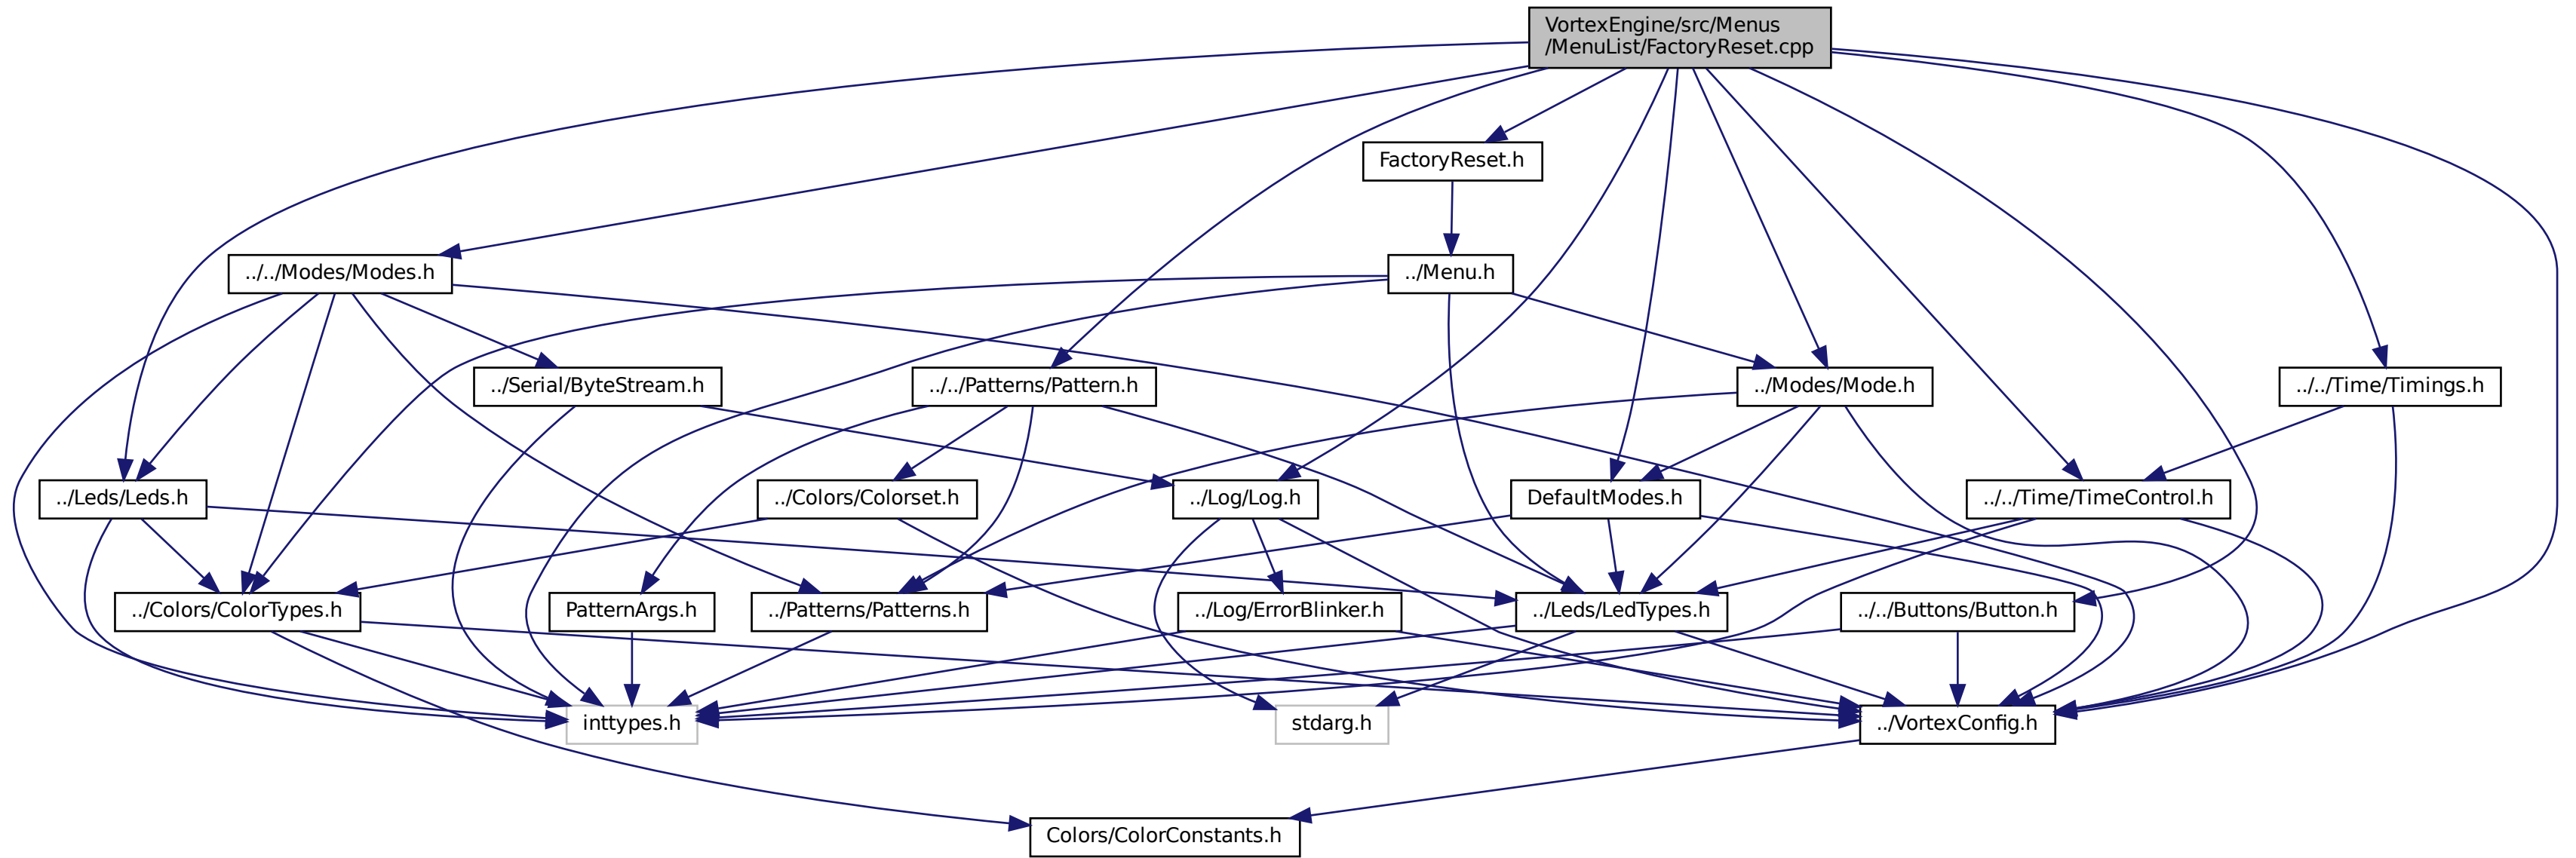 VortexEngine/src/Menus
/MenuList/FactoryReset.cpp
FactoryReset.h
../../Modes/Modes.h
../Menu.h
../Serial/ByteStream.h
../../Patterns/Pattern.h
../Modes/Mode.h
../../Time/Timings.h
../Leds/Leds.h
../Colors/Colorset.h
../Log/Log.h
DefaultModes.h
../../Time/TimeControl.h
../Colors/ColorTypes.h
PatternArgs.h
../Patterns/Patterns.h
../Log/ErrorBlinker.h
../Leds/LedTypes.h
../../Buttons/Button.h
inttypes.h
stdarg.h
../VortexConfig.h
Colors/ColorConstants.h